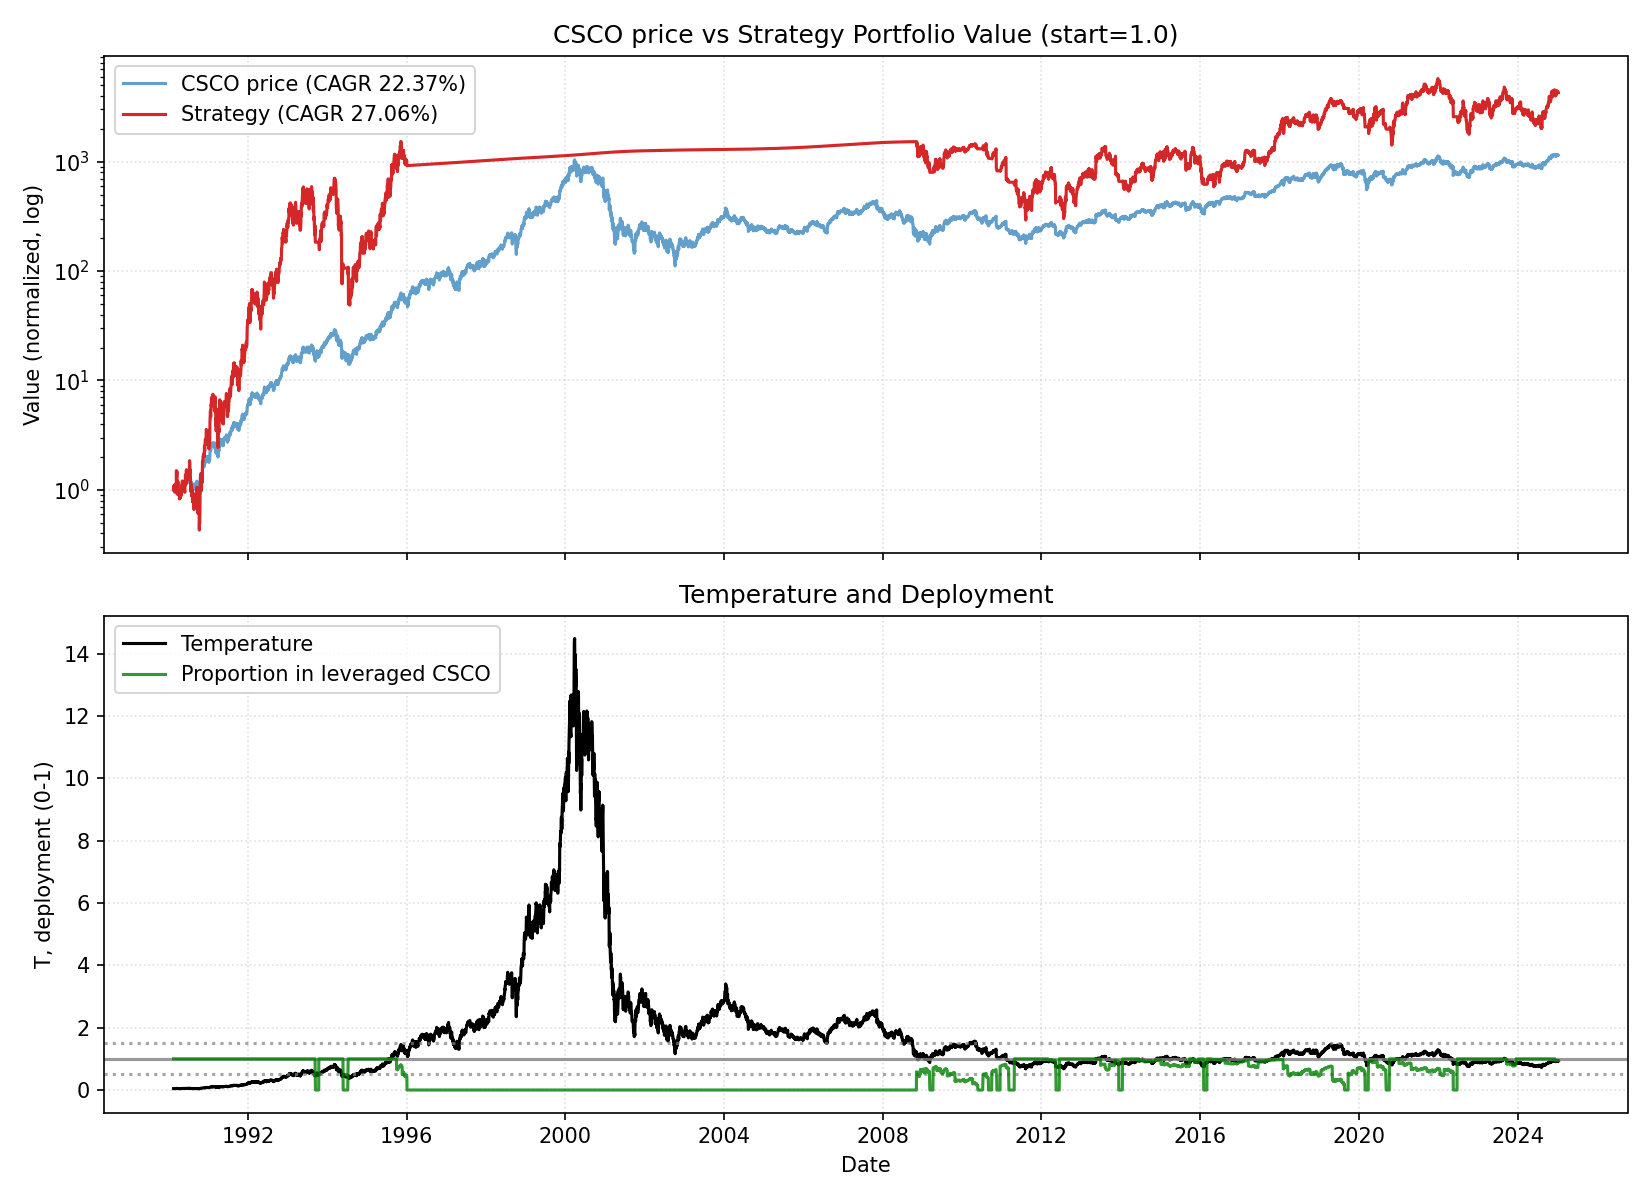 CSCO price vs Strategy Portfolio Value (start=1.0)
CSCO price (CAGR 22.37%)
Strategy (CAGR 27.06%)
Value (normalized, log)
10³
10²
10¹
10⁰
Temperature and Deployment
Temperature
Proportion in leveraged CSCO
T, deployment (0-1)
14
12
10
8
6
4
2
0
1992 1996 2000 2004 2008 2012 2016 2020 2024
Date